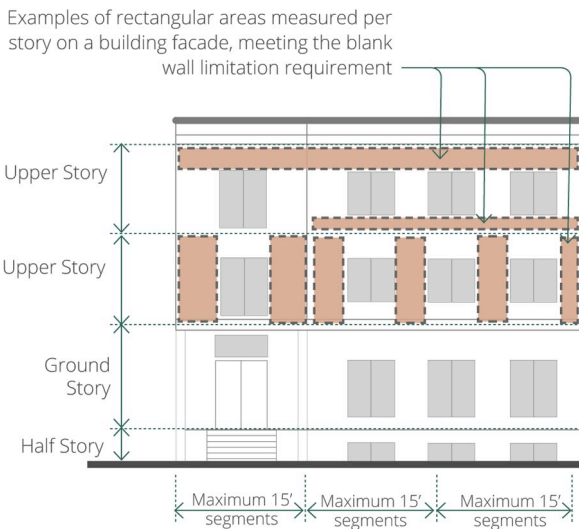 Examples of rectangular areas measured per
story on a building facade, meeting the blank
wall limitation requirement
Upper Story
Upper Story
Ground
Story
Half Story
Maximum 15’
segments
Maximum 15’
segments
Maximum 15’
segments